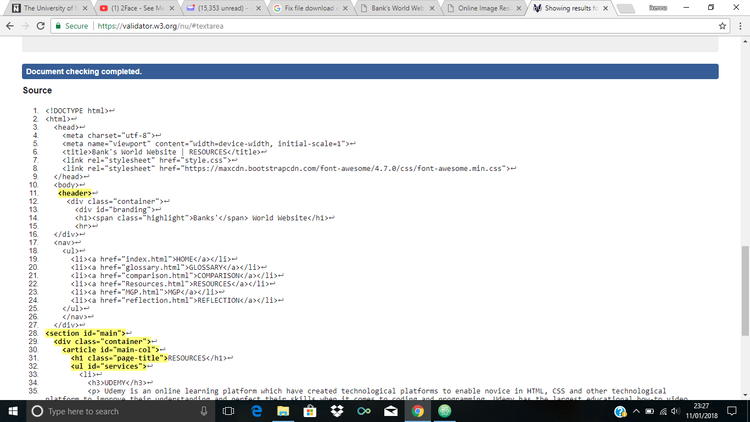 The University of
(1) 2Face - See Me
(15,353 unread) -
Fix file download
Bank's World Web
Online Image Res
Showing results fo
Ikenna
Secure https://validator.w3.org/nu/#textarea
Document checking completed.
Source
1. <!DOCTYPE html>↩
2. <html>↩
3. <head>↩
4. <meta charset="utf-8">↩
5. <meta name="viewport" content="width=device-width, initial-scale=1">↩
6. <title>Bank's World Website | RESOURCES</title>↩
7. <link rel="stylesheet" href="style.css">↩
8. <link rel="stylesheet" href="https://maxcdn.bootstrapcdn.com/font-awesome/4.7.0/css/font-awesome.min.css">↩
9. </head>↩
10. <body>↩
11. <header>↩
12. <div class="container">↩
13. <div id="branding">↩
14. <h1><span class="highlight">Banks'</span> World Website</h1>↩
15. <hr>↩
16. </div>↩
17. <nav>↩
18. <ul>↩
19. <li><a href="index.html">HOME</a></li>↩
20. <li><a href="glossary.html">GLOSSARY</a></li>↩
21. <li><a href="comparison.html">COMPARISON</a></li>↩
22. <li><a href="Resources.html">RESOURCES</a></li>↩
23. <li><a href="MGP.html">MGP</a></li>↩
24. <li><a href="reflection.html">REFLECTION</a></li>↩
25. </ul>↩
26. </nav>↩
27. </div>↩
28. <section id="main">↩
29. <div class="container">↩
30. <article id="main-col">↩
31. <h1 class="page-title">RESOURCES</h1>↩
32. <ul id="services">↩
33. <li>↩
34. <h3>UDEMY</h3>↩
35. <p> Udemy is an online learning platform which have created technological platforms to enable novice in HTML, CSS and other technological
platform to improve their understanding and perfect their skills when it comes to coding and programming. Udemy has the largest educational how-to video
Type here to search
23:27
11/01/2018